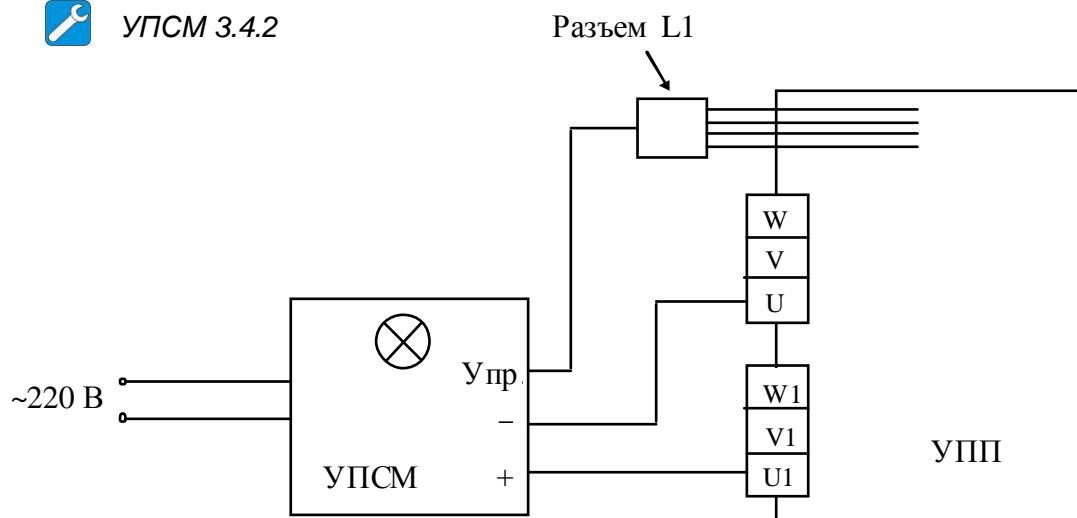 УПСМ 3.4.2
Разъем L1
W
V
U
Упр.
~220 В
W1
−
V1
УПП
УПСМ
+
U1